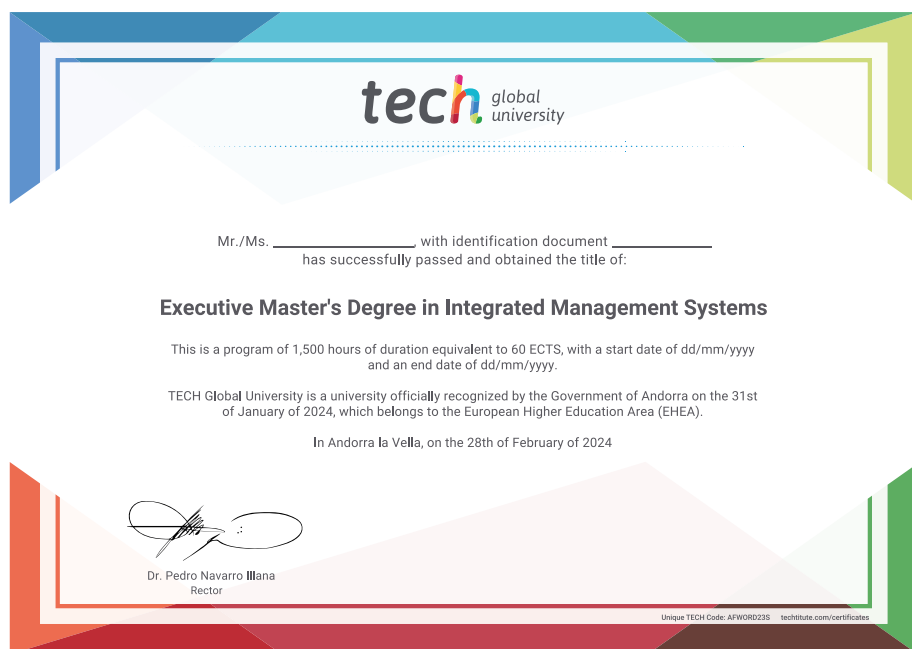 tech global
university
Mr./Ms. ____________, with identification document ____________
has successfully passed and obtained the title of:
Executive Master's Degree in Integrated Management Systems
This is a program of 1,500 hours of duration equivalent to 60 ECTS, with a start date of dd/mm/yyyy
and an end date of dd/mm/yyyy.
TECH Global University is a university officially recognized by the Government of Andorra on the 31st
of January of 2024, which belongs to the European Higher Education Area (EHEA).
In Andorra la Vella, on the 28th of February of 2024
Dr. Pedro Navarro Illana
Rector
Unique TECH Code: AFWORD23S techtitute.com/certificates